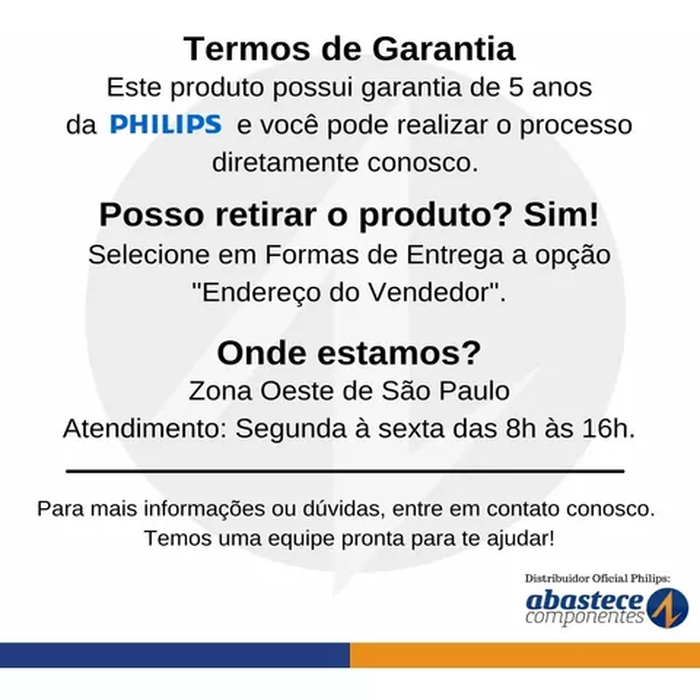 Termos de Garantia
Este produto possui garantia de 5 anos
da PHILIPS e você pode realizar o processo
diretamente conosco.
Posso retirar o produto? Sim!
Selecione em Formas de Entrega a opção
"Endereço do Vendedor".
Onde estamos?
Zona Oeste de São Paulo
Atendimento: Segunda à sexta das 8h às 16h.
Para mais informações ou dúvidas, entre em contato conosco.
Temos uma equipe pronta para te ajudar!
Distribuidor Oficial Philips:
abastece
componentes